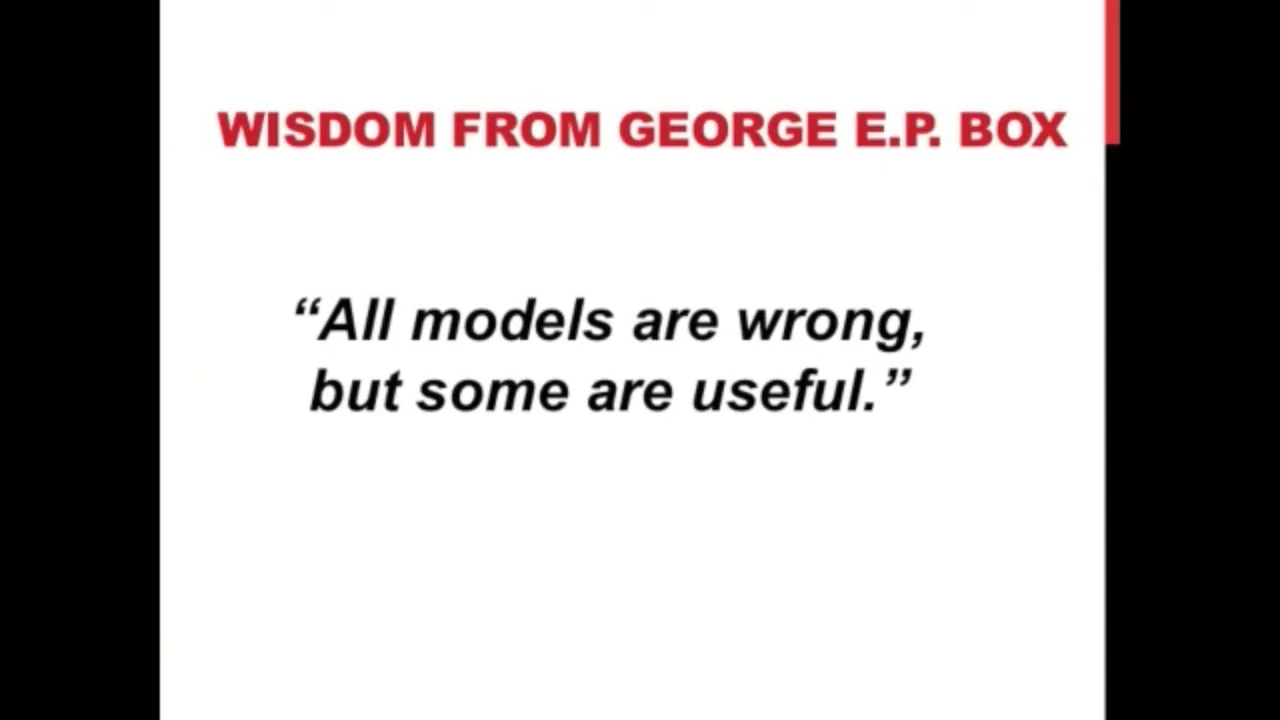 WISDOM FROM GEORGE E.P. BOX
“All models are wrong,
but some are useful.”